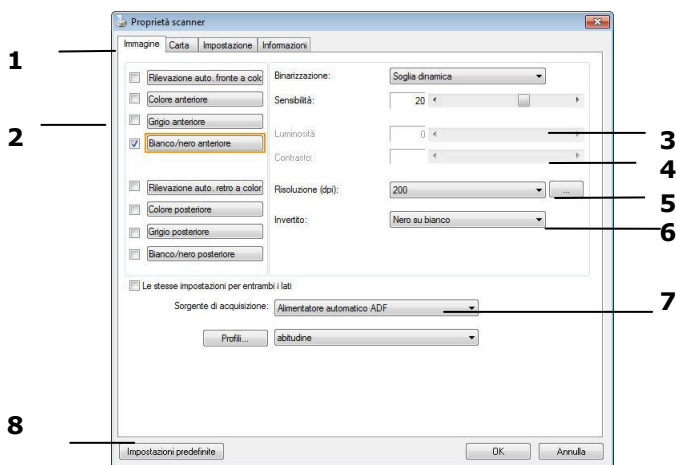 Proprietà scanner
Immagine Carta Impostazione Informazioni
1
Rilevazione auto. fronte a colo Binarizzazione: Soglia dinamica
Colore anteriore Sensibilità: 20
2
Grigio anteriore
Bianco/nero anteriore Luminosità 0 3
Contrasto: 4
Rilevazione auto. retro a color Risoluzione (dpi): 200 ...
5
Colore posteriore
Grigio posteriore Invertito: Nero su bianco 6
Bianco/nero posteriore
Le stesse impostazioni per entrambi i lati
Sorgente di acquisizione: Alimentatore automatico ADF 7
Profili... abitudine
8
Impostazioni predefinite OK Annulla